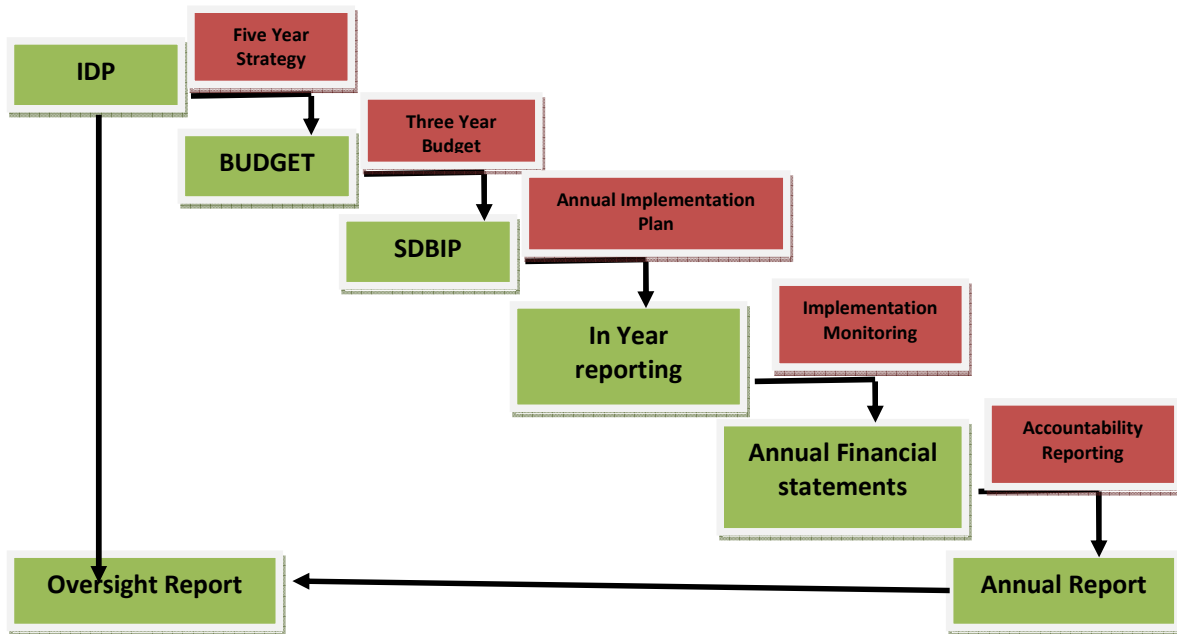 IDP
Five Year
Strategy
BUDGET
Three Year
Budget
SDBIP
Annual Implementation
Plan
In Year
reporting
Implementation
Monitoring
Annual Financial
statements
Accountability
Reporting
Oversight Report
Annual Report